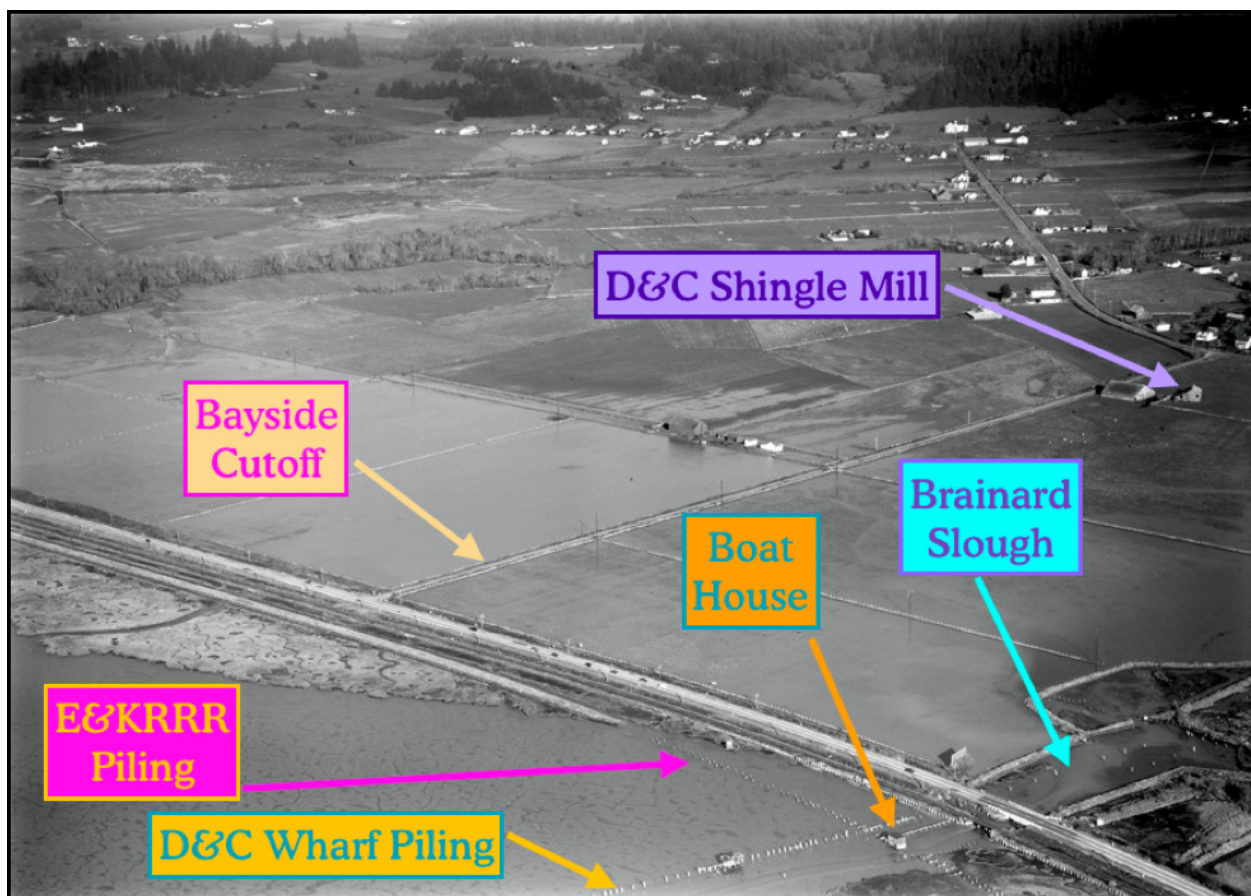 D&C Shingle Mill
Bayside
Cutoff
Brainard
Slough
Boat
House
E&KRRR
Piling
D&C Wharf Piling